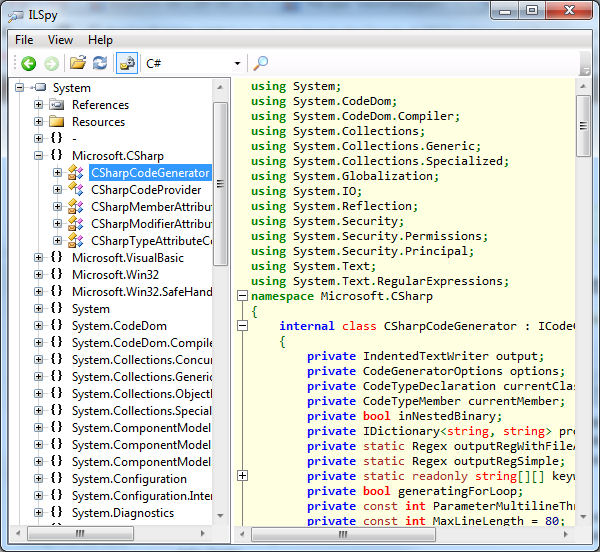 ILSpy
File View Help
C#
System
References
Resources
-
Microsoft.CSharp
CSharpCodeGenerator
CSharpCodeProvider
CSharpMemberAttribut
CSharpModifierAttribut
CSharpTypeAttributeCo
Microsoft.VisualBasic
Microsoft.Win32
Microsoft.Win32.SafeHand
System
System.CodeDom
System.CodeDom.Compile
System.Collections.Concur
System.Collections.Generic
System.Collections.Object
System.Collections.Special
System.ComponentModel
System.ComponentModel
System.ComponentModel
System.Configuration
System.Configuration.Inter
System.Diagnostics
using System;
using System.CodeDom;
using System.CodeDom.Compiler;
using System.Collections;
using System.Collections.Generic;
using System.Collections.Specialized;
using System.Globalization;
using System.IO;
using System.Reflection;
using System.Security;
using System.Security.Permissions;
using System.Security.Principal;
using System.Text;
using System.Text.RegularExpressions;
namespace Microsoft.CSharp
{
internal class CSharpCodeGenerator : ICodeG
{
private IndentedTextWriter output;
private CodeGeneratorOptions options;
private CodeTypeDeclaration currentClas
private CodeTypeMember currentMember;
private bool inNestedBinary;
private IDictionary<string, string> pro
private static Regex outputRegWithFileA
private static Regex outputRegSimple;
private static readonly string[][] keyw
private bool generatingForLoop;
private const int ParameterMultilineThr
private const int MaxLineLength = 80;